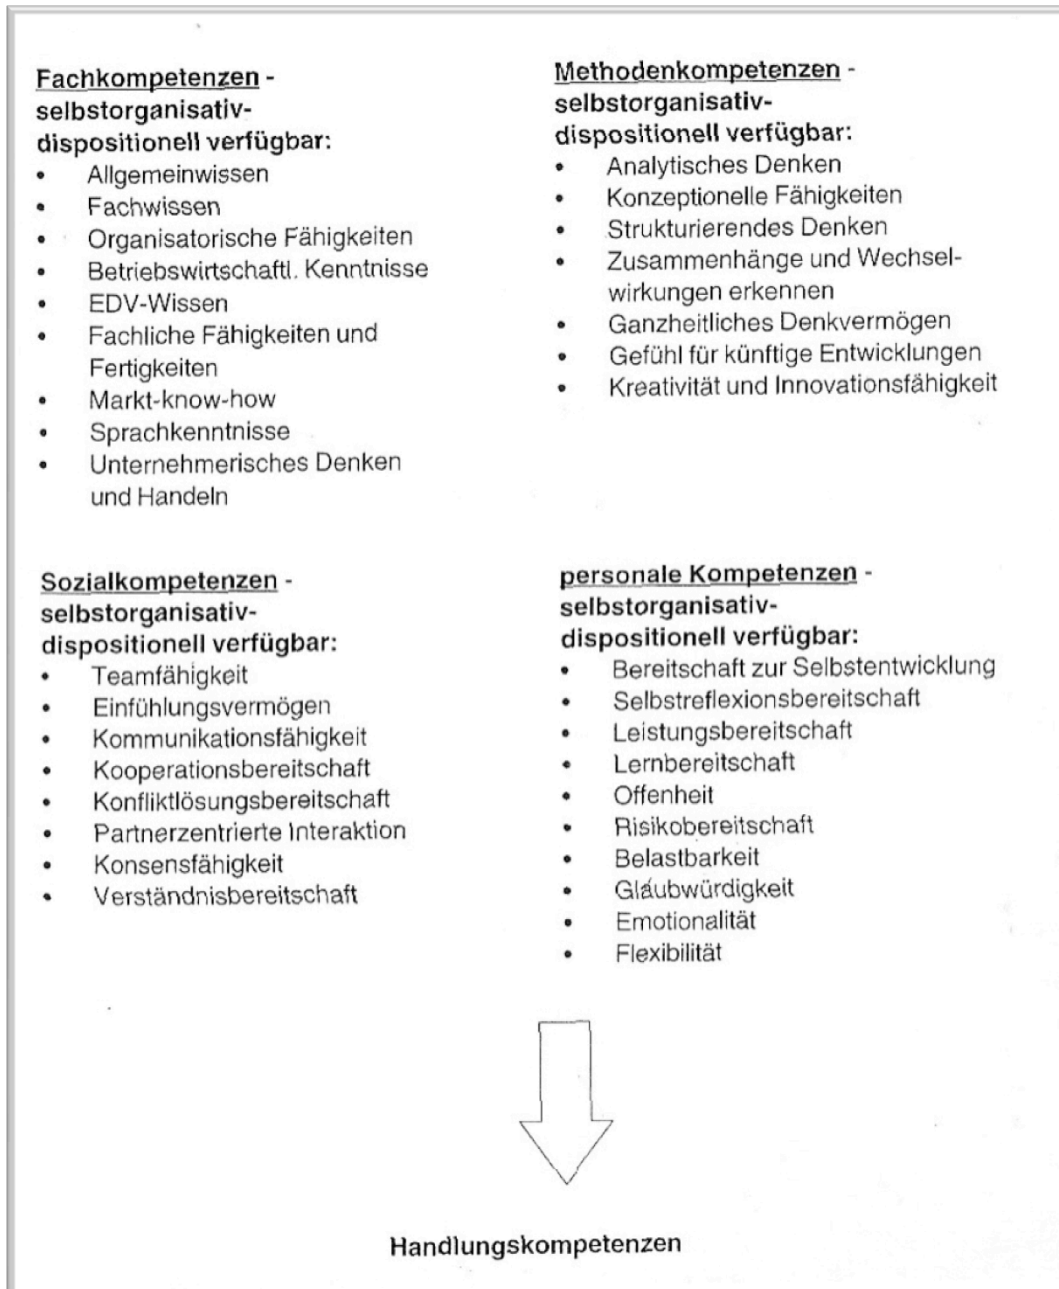 Fachkompetenzen -
selbstorganisativ-
dispositionell verfügbar:
• Allgemeinwissen
• Fachwissen
• Organisatorische Fähigkeiten
• Betriebswirtschaftl. Kenntnisse
• EDV-Wissen
• Fachliche Fähigkeiten und
Fertigkeiten
• Markt-know-how
• Sprachkenntnisse
• Unternehmerisches Denken
und Handeln
Methodenkompetenzen -
selbstorganisativ-
dispositionell verfügbar:
• Analytisches Denken
• Konzeptionelle Fähigkeiten
• Strukturierendes Denken
• Zusammenhänge und Wechsel-
wirkungen erkennen
• Ganzheitliches Denkvermögen
• Gefühl für künftige Entwicklungen
• Kreativität und Innovationsfähigkeit
Sozialkompetenzen -
selbstorganisativ-
dispositionell verfügbar:
• Teamfähigkeit
• Einfühlungsvermögen
• Kommunikationsfähigkeit
• Kooperationsbereitschaft
• Konfliktlösungsbereitschaft
• Partnerzentrierte Interaktion
• Konsensfähigkeit
• Verständnisbereitschaft
personale Kompetenzen -
selbstorganisativ-
dispositionell verfügbar:
• Bereitschaft zur Selbstentwicklung
• Selbstreflexionsbereitschaft
• Leistungsbereitschaft
• Lernbereitschaft
• Offenheit
• Risikobereitschaft
• Belastbarkeit
• Glaubwürdigkeit
• Emotionalität
• Flexibilität
Handlungskompetenzen